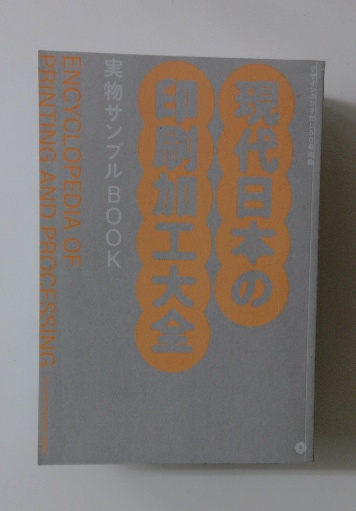 現代日本の
印刷加工大全
実物サンプルBOOK
ENCYCLOPEDIA OF
PRINTING AND PROCESSING